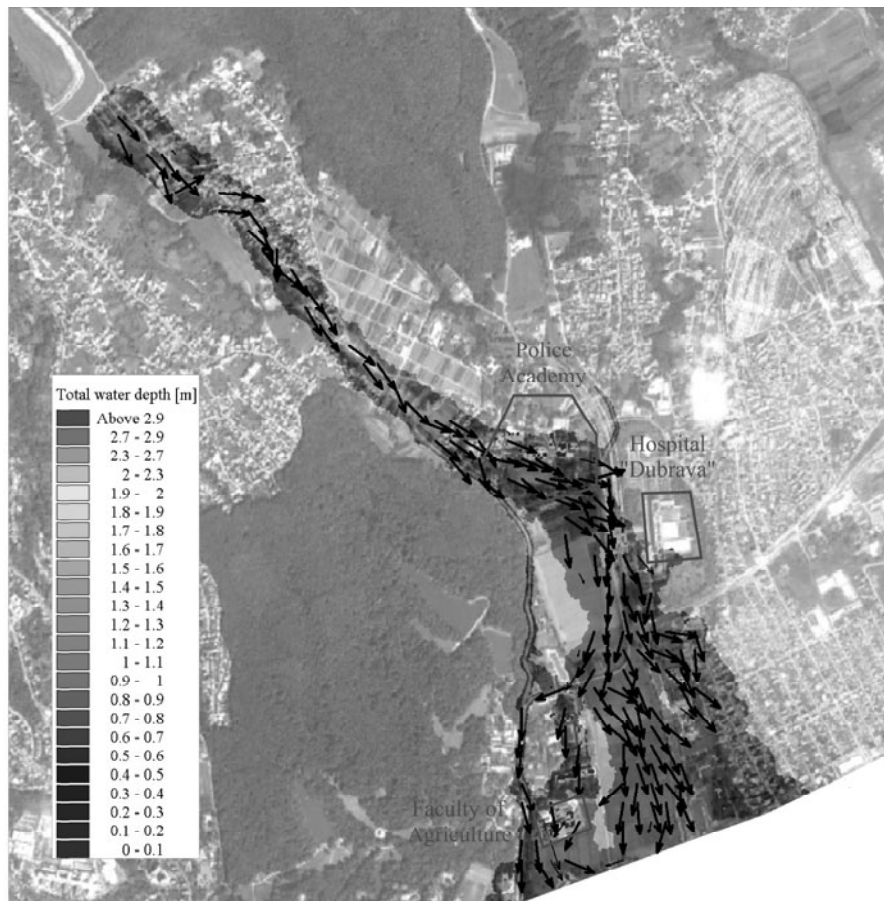 Police
Academy
Hospital
"Dubrava"
Total water depth [m]
Above 2.9
2.7 - 2.9
2.3 - 2.7
2 - 2.3
1.9 - 2
1.8 - 1.9
1.7 - 1.8
1.6 - 1.7
1.5 - 1.6
1.4 - 1.5
1.3 - 1.4
1.2 - 1.3
1.1 - 1.2
1 - 1.1
0.9 - 1
0.8 - 0.9
0.7 - 0.8
0.6 - 0.7
0.5 - 0.6
0.4 - 0.5
0.3 - 0.4
0.2 - 0.3
0.1 - 0.2
0 - 0.1
Faculty of
Agriculture